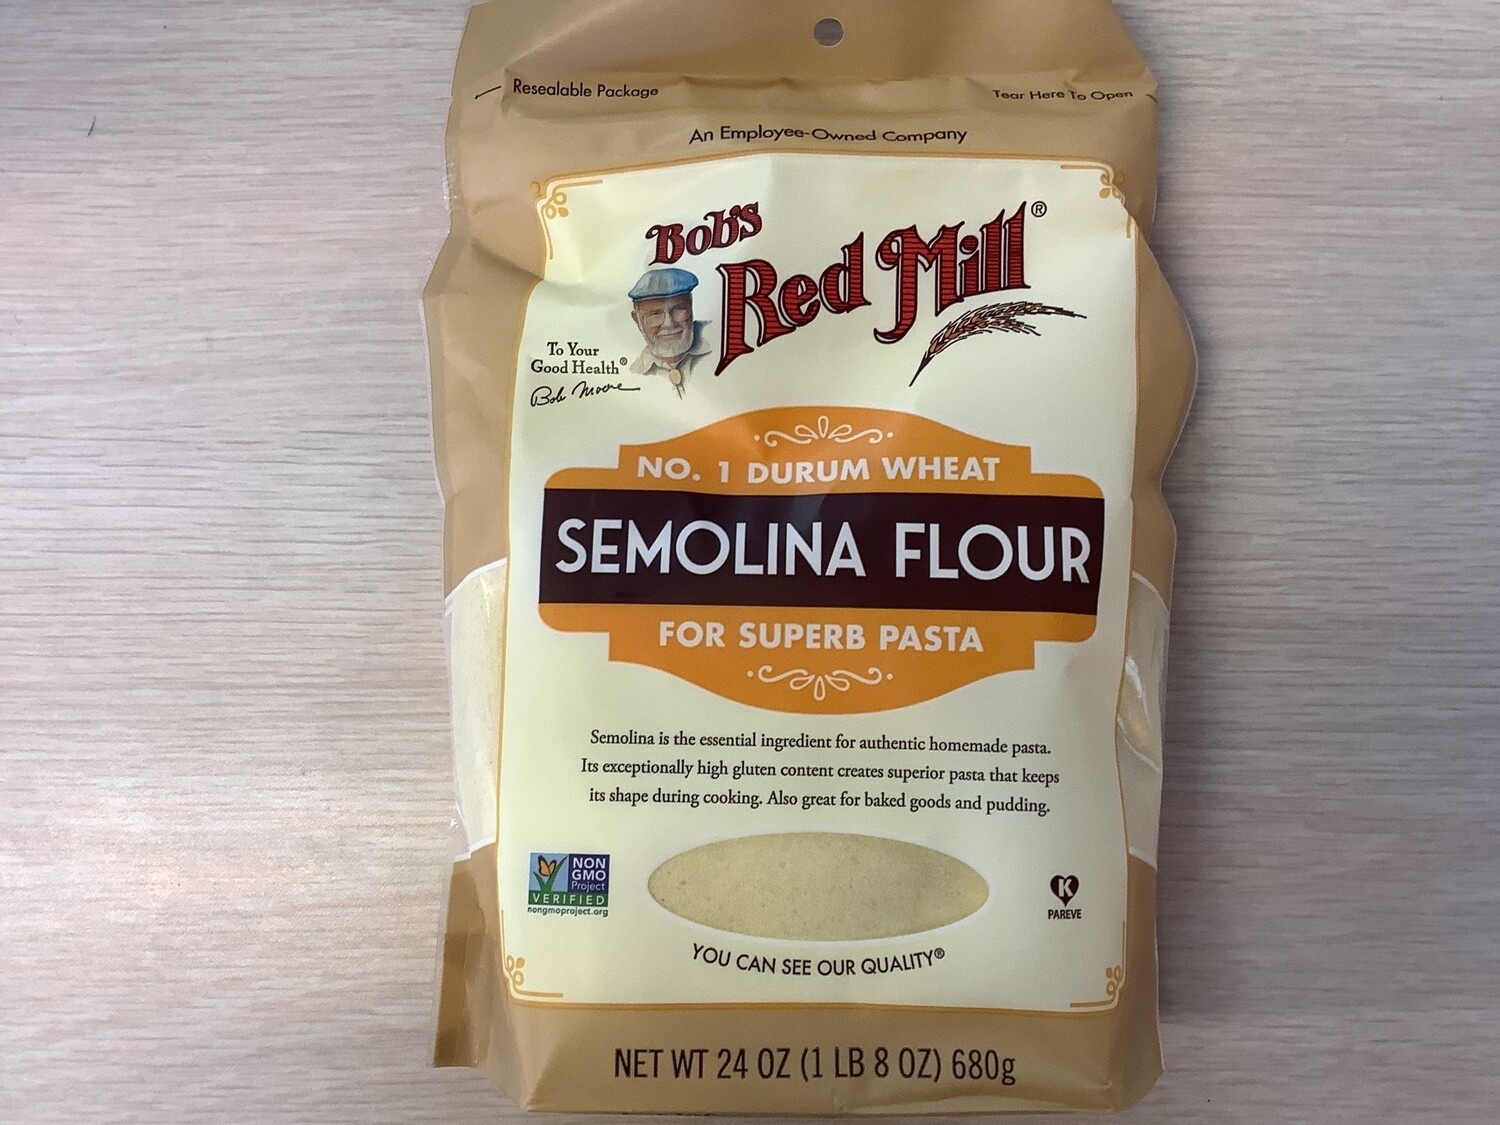 Resealable Package
Tear Here To Open
An Employee-Owned Company
Bob's
Red Mill®
To Your
Good Health®
Bob Moore
NO. 1 DURUM WHEAT
SEMOLINA FLOUR
FOR SUPERB PASTA
Semolina is the essential ingredient for authentic homemade pasta.
Its exceptionally high gluten content creates superior pasta that keeps
its shape during cooking. Also great for baked goods and pudding.
NON
GMO
Project
VERIFIED
nongmoproject.org
K
PAREVE
YOU CAN SEE OUR QUALITY®
NET WT 24 OZ (1 LB 8 OZ) 680g